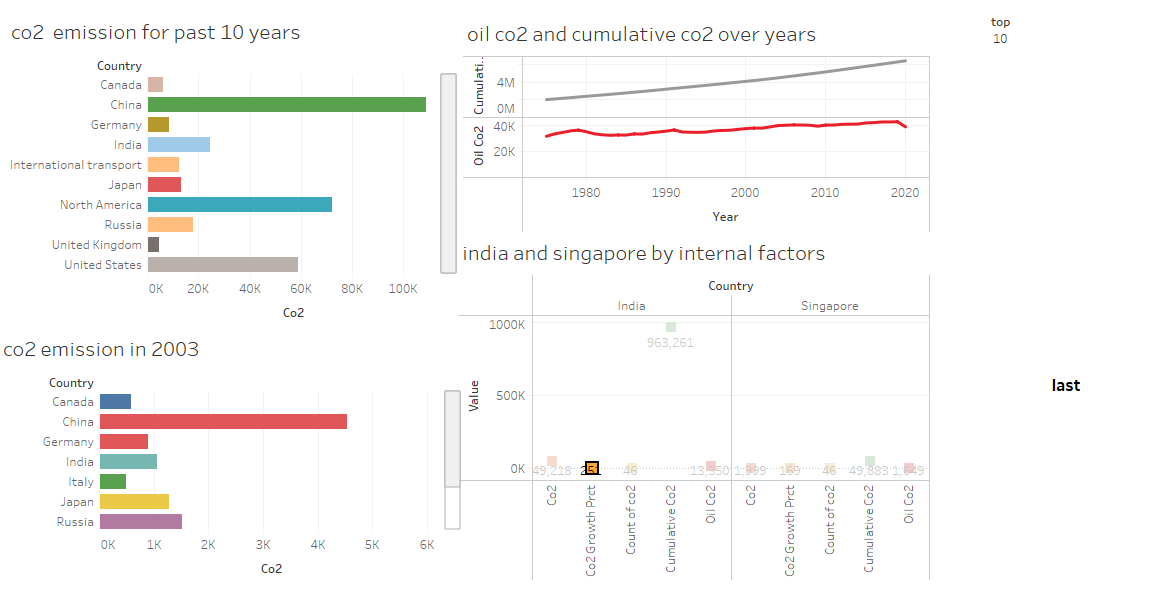 co2  emission for past 10 years
Country
Canada
China
Germany
India
International transport
Japan
North America
Russia
United Kingdom
United States
0K 20K 40K 60K 80K 100K
Co2
co2 emission in 2003
Country
Canada
China
Germany
India
Italy
Japan
Russia
0K 1K 2K 3K 4K 5K 6K
Co2
oil co2 and cumulative co2 over years
Cumulati..
4M
0M
Oil Co2
40K
20K
1980 1990 2000 2010 2020
Year
india and singapore by internal factors
Country
India Singapore
Value
1000K
500K
0K
963,261
49,218 251 46 13,350 1,999 169 46 49,883 1,649
Co2
Co2 Growth Prct
Count of co2
Cumulative Co2
Oil Co2
Co2
Co2 Growth Prct
Count of co2
Cumulative Co2
Oil Co2
top
10
last